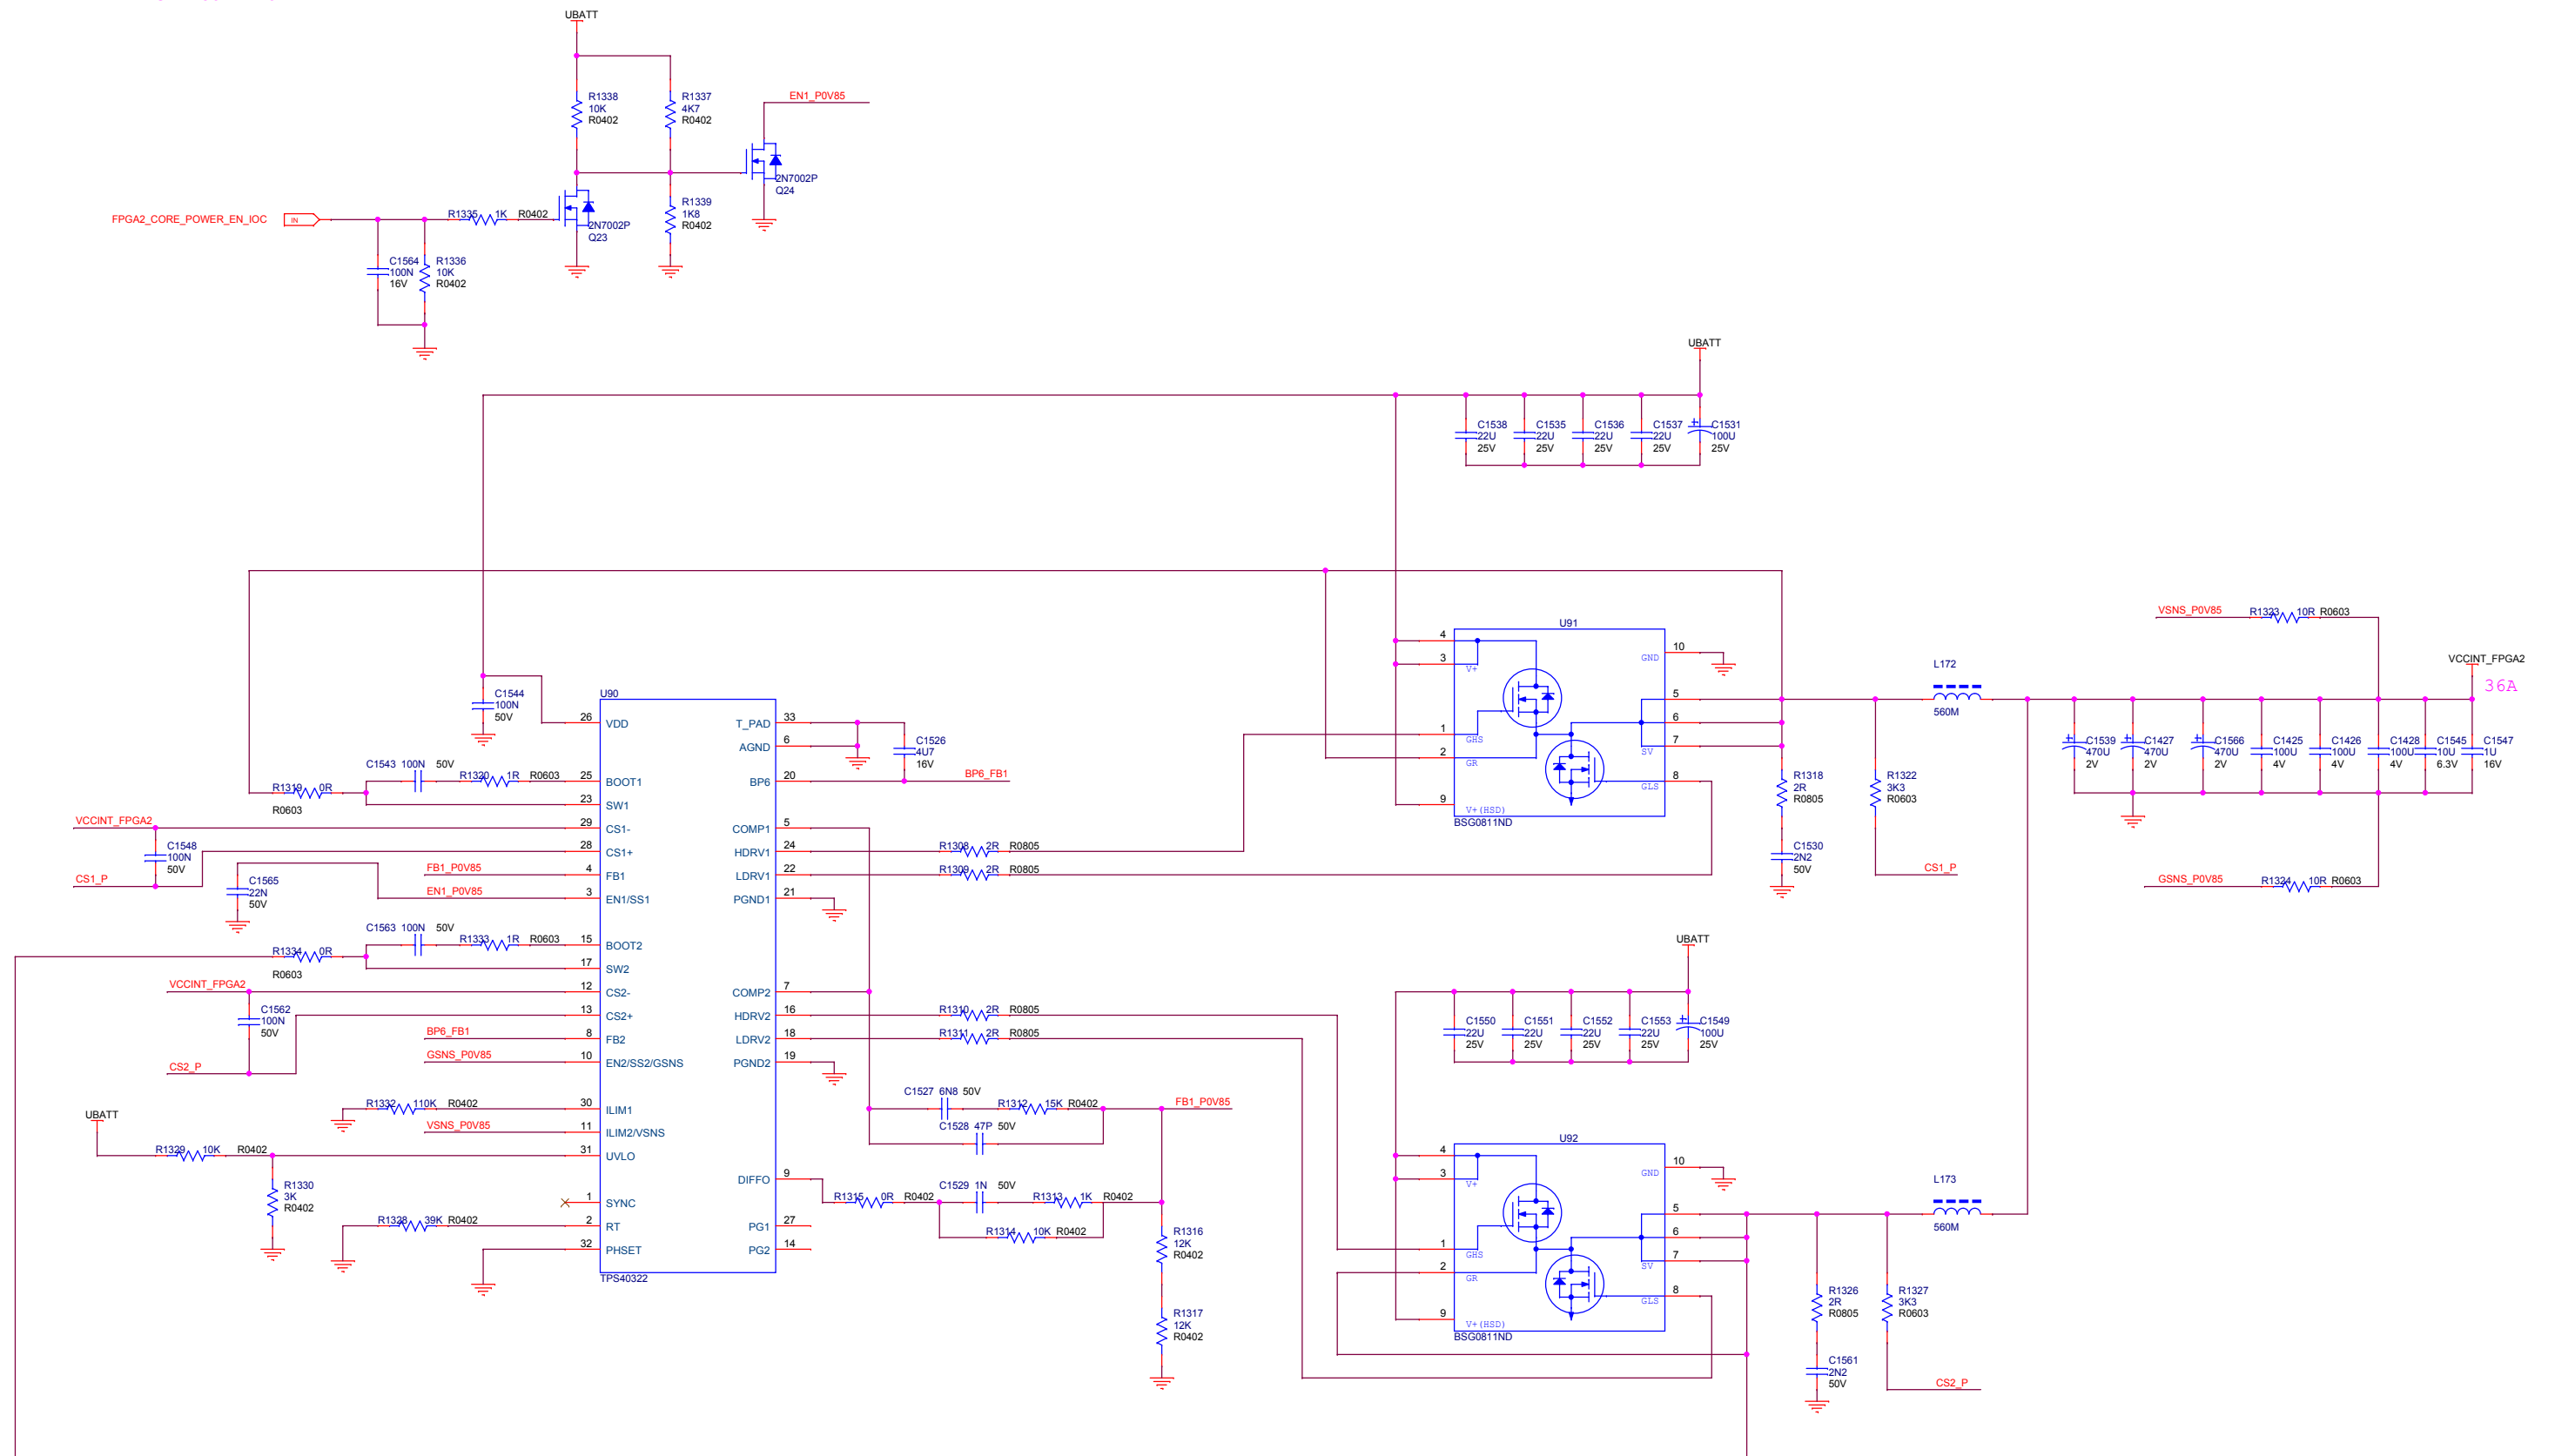 UBATT
R1338
10K
R0402
R1337
4K7
R0402
EN1_P0V85
2N7002P
Q24
FPGA2_CORE_POWER_EN_IOC
IN
R1335 1K R0402
2N7002P
Q23
R1339
1K8
R0402
C1564
100N
16V
R1336
10K
R0402
UBATT
C1538
22U
25V
C1535
22U
25V
C1536
22U
25V
C1537
22U
25V
C1531
100U
25V
U91
4
3
V+
1
GHS
2
GR
9
V+(HSD)
BSG0811ND
10
GND
5
6
7
SV
8
GLS
L172
560M
R1318
2R
R0805
C1530
2N2
50V
R1322
3K3
R0603
CS1_P
VSNS_P0V85
R1323 10R R0603
VCCINT_FPGA2
36A
C1539
470U
2V
C1427
470U
2V
C1566
470U
2V
C1425
100U
4V
C1426
100U
4V
C1428
100U
4V
C1545
10U
6.3V
C1547
1U
16V
GSNS_P0V85
R1324 10R R0603
C1544
100N
50V
U90
26 VDD
C1543 100N 50V
R1320 1R R0603
25 BOOT1
R1319 0R
R0603
23 SW1
VCCINT_FPGA2
29 CS1-
C1548
100N
50V
28 CS1+
CS1_P
C1565
22N
50V
FB1_P0V85
4 FB1
EN1_P0V85
3 EN1/SS1
C1563 100N 50V
R1333 1R R0603
15 BOOT2
R1334 0R
R0603
17 SW2
VCCINT_FPGA2
12 CS2-
C1562
100N
50V
13 CS2+
BP6_FB1
8 FB2
GSNS_P0V85
10 EN2/SS2/GSNS
CS2_P
R1332 110K R0402
30 ILIM1
VSNS_P0V85
11 ILIM2/VSNS
UBATT
R1329 10K R0402
31 UVLO
R1330
3K
R0402
1 SYNC
R1328 39K R0402
2 RT
32 PHSET
TPS40322
T_PAD 33
AGND 6
BP6 20
C1526
4U7
16V
BP6_FB1
COMP1 5
HDRV1 24
R1308 2R R0805
LDRV1 22
R1309 2R R0805
PGND1 21
COMP2 7
HDRV2 16
R1310 2R R0805
LDRV2 18
R1311 2R R0805
PGND2 19
C1527 6N8 50V
R1312 15K R0402
FB1_P0V85
C1528 47P 50V
DIFFO 9
R1315 0R R0402
C1529 1N 50V
R1313 1K R0402
R1314 10K R0402
PG1 27
PG2 14
R1316
12K
R0402
R1317
12K
R0402
UBATT
C1550
22U
25V
C1551
22U
25V
C1552
22U
25V
C1553
22U
25V
C1549
100U
25V
U92
4
3
V+
1
GHS
2
GR
9
V+(HSD)
BSG0811ND
10
GND
5
6
7
SV
8
GLS
L173
560M
R1326
2R
R0805
C1561
2N2
50V
R1327
3K3
R0603
CS2_P